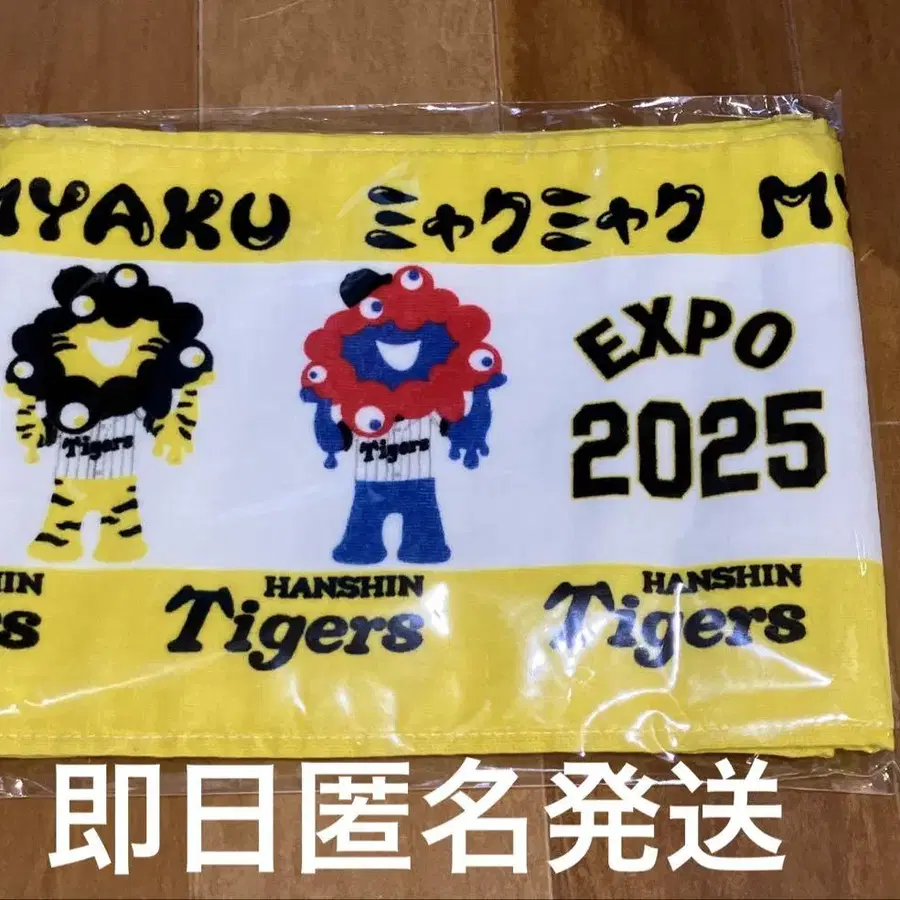 MYAKU ミャクミャク MY
Tigers
Tigers
EXPO
2025
HANSHIN
Tigers
HANSHIN
Tigers
即日匿名発送